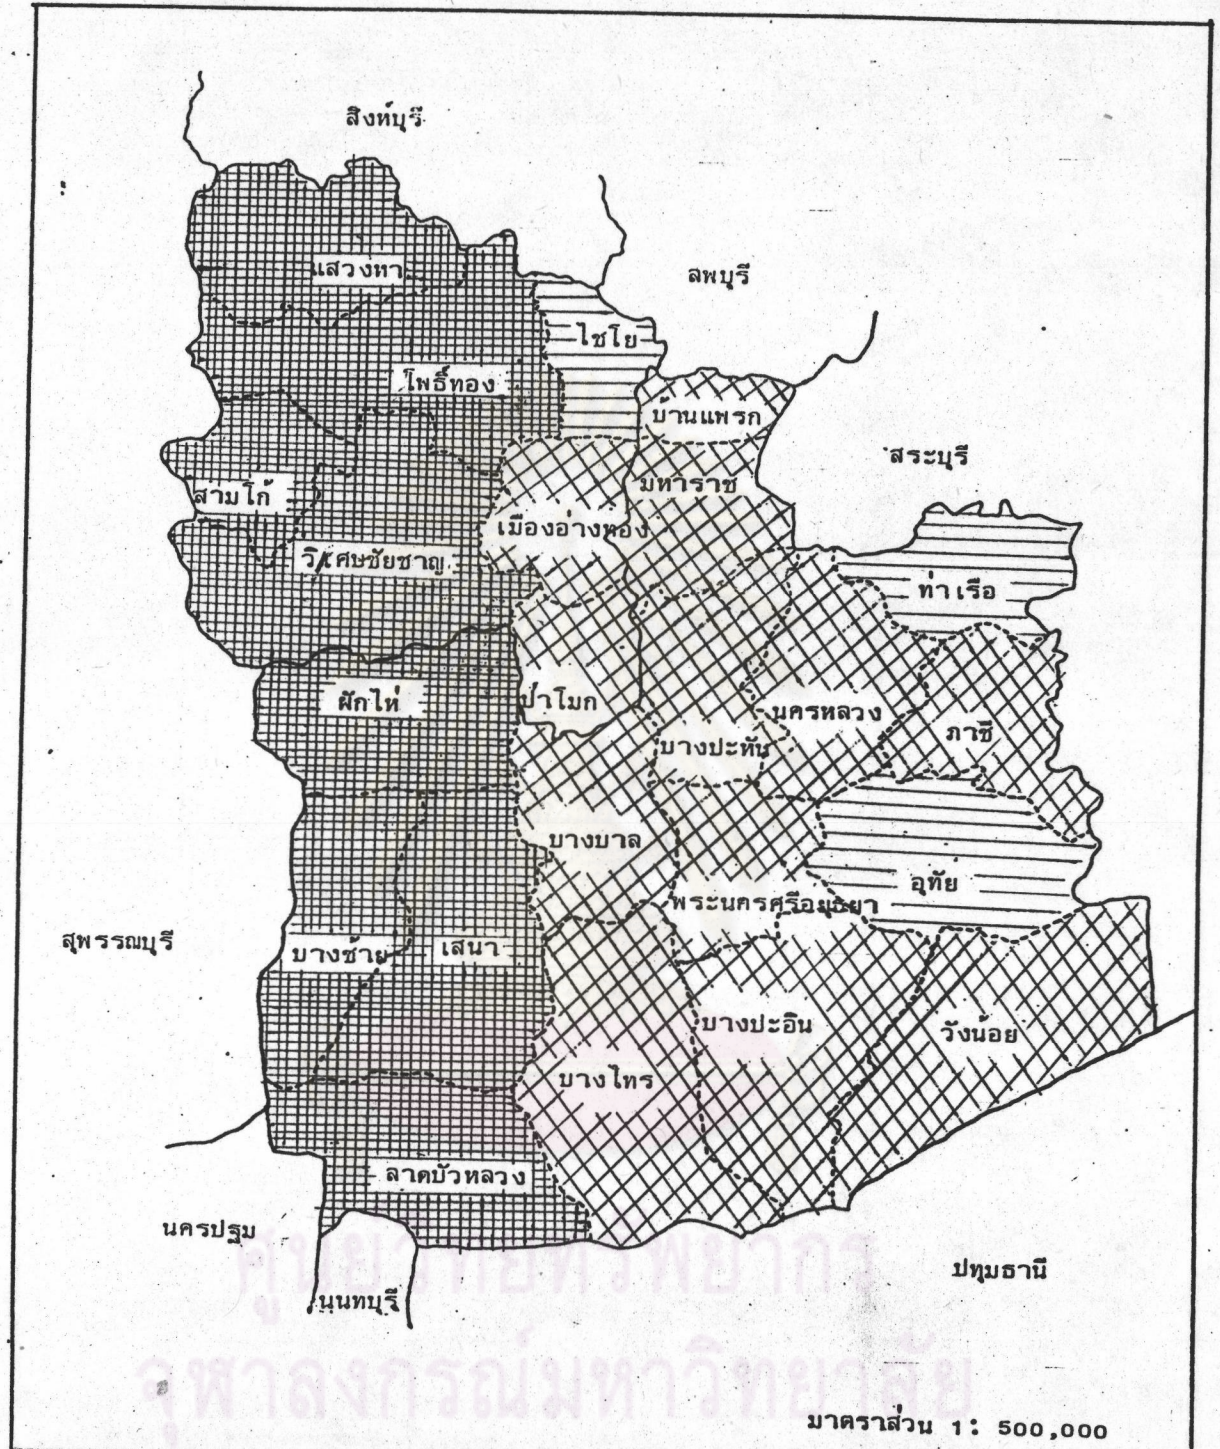 สิงห์บุรี
ลพบุรี
แสวงหา
ไชโย
โพธิ์ทอง
บ้านแพรก
สระบุรี
มหาราช
สามโก้
เมืองอ่างทอง
วิเศษชัยชาญ
ท่าเรือ
ผักไห่
ป่าโมก
นครหลวง
ภาชี
บางปะหัน
บางบาล
อุทัย
พระนครศรีอยุธยา
สุพรรณบุรี
บางซ้าย
เสนา
บางปะอิน
วังน้อย
บางไทร
ลาดบัวหลวง
นครปฐม
ปทุมธานี
นนทบุรี
ศูนย์วิทยทรัพยากร
จุฬาลงกรณ์มหาวิทยาลัย
มาตราส่วน 1: 500,000